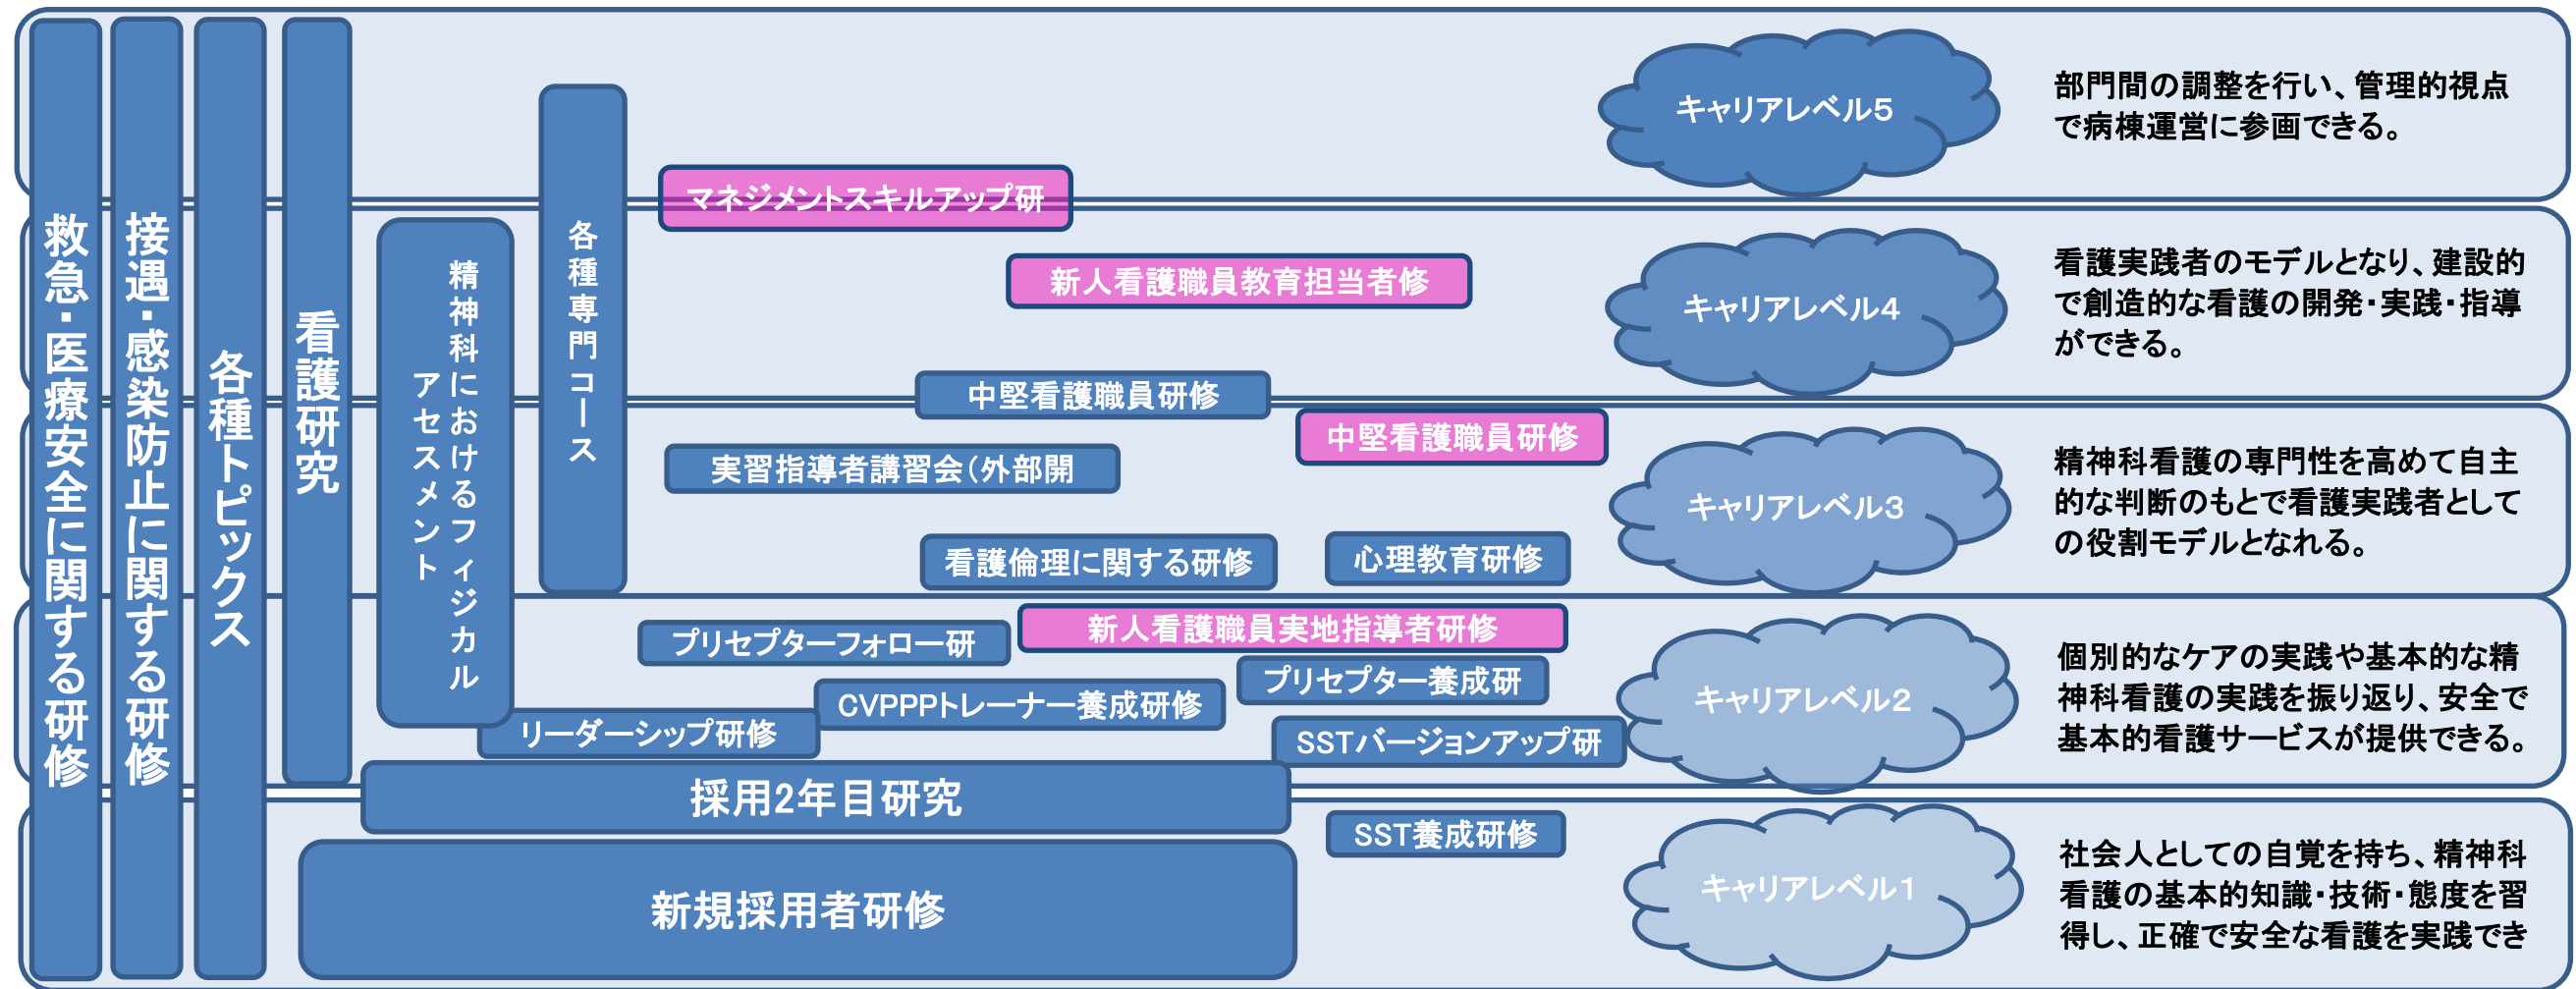 救急・医療安全に関する研修
接遇・感染防止に関する研修
各種トピックス
看護研究
精神科におけるフィジカル
アセスメント
各種専門コース
マネジメントスキルアップ研
新人看護職員教育担当者修
中堅看護職員研修
中堅看護職員研修
実習指導者講習会（外部開
看護倫理に関する研修
心理教育研修
新人看護職員実地指導者研修
プリセプターフォロー研
プリセプター養成研
CVPPPトレーナー養成研修
リーダーシップ研修
SSTバージョンアップ研
採用2年目研究
SST養成研修
新規採用者研修
キャリアレベル５
部門間の調整を行い、管理的視点
で病棟運営に参画できる。
キャリアレベル４
看護実践者のモデルとなり、建設的
で創造的な看護の開発・実践・指導
ができる。
キャリアレベル３
精神科看護の専門性を高めて自主
的な判断のもとで看護実践者として
の役割モデルとなれる。
キャリアレベル２
個別的なケアの実践や基本的な精
神科看護の実践を振り返り、安全で
基本的看護サービスが提供できる。
キャリアレベル１
社会人としての自覚を持ち、精神科
看護の基本的知識・技術・態度を習
得し、正確で安全な看護を実践でき